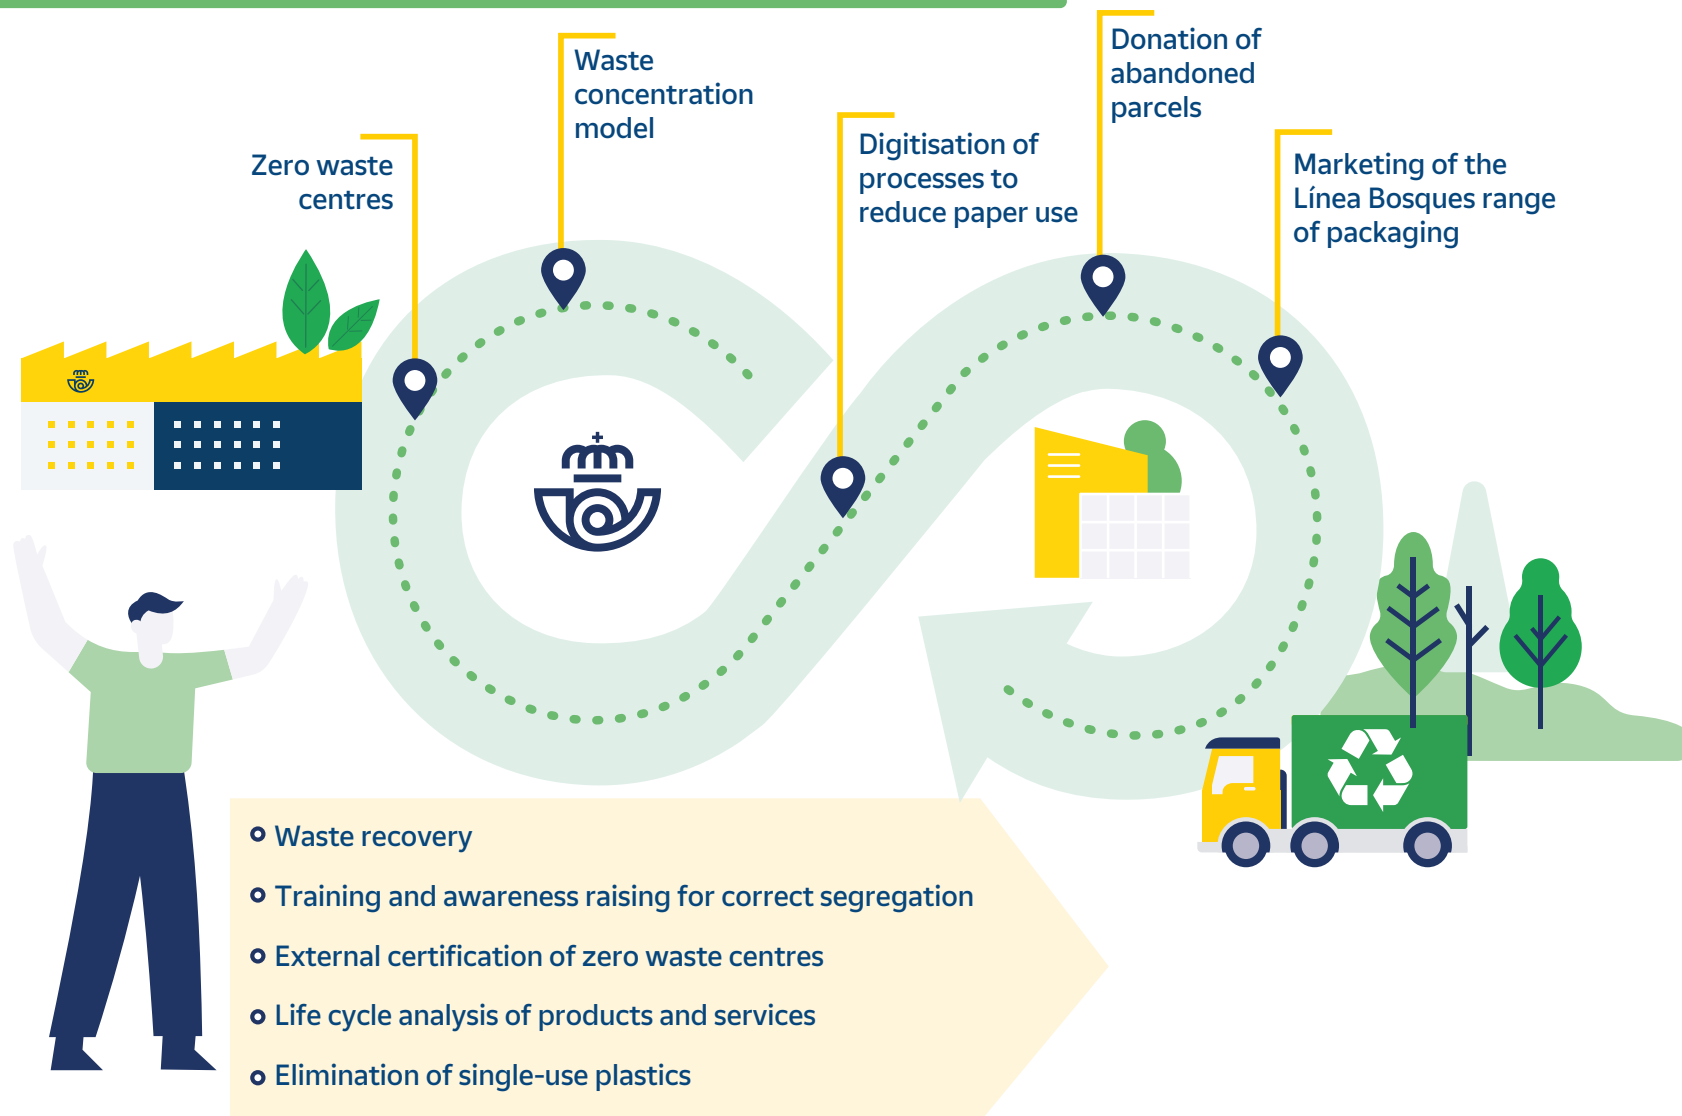 Zero waste
centres
Waste
concentration
model
Digitisation of
processes to
reduce paper use
Donation of
abandoned
parcels
Marketing of the
Línea Bosques range
of packaging
Waste recovery
Training and awareness raising for correct segregation
External certification of zero waste centres
Life cycle analysis of products and services
Elimination of single-use plastics